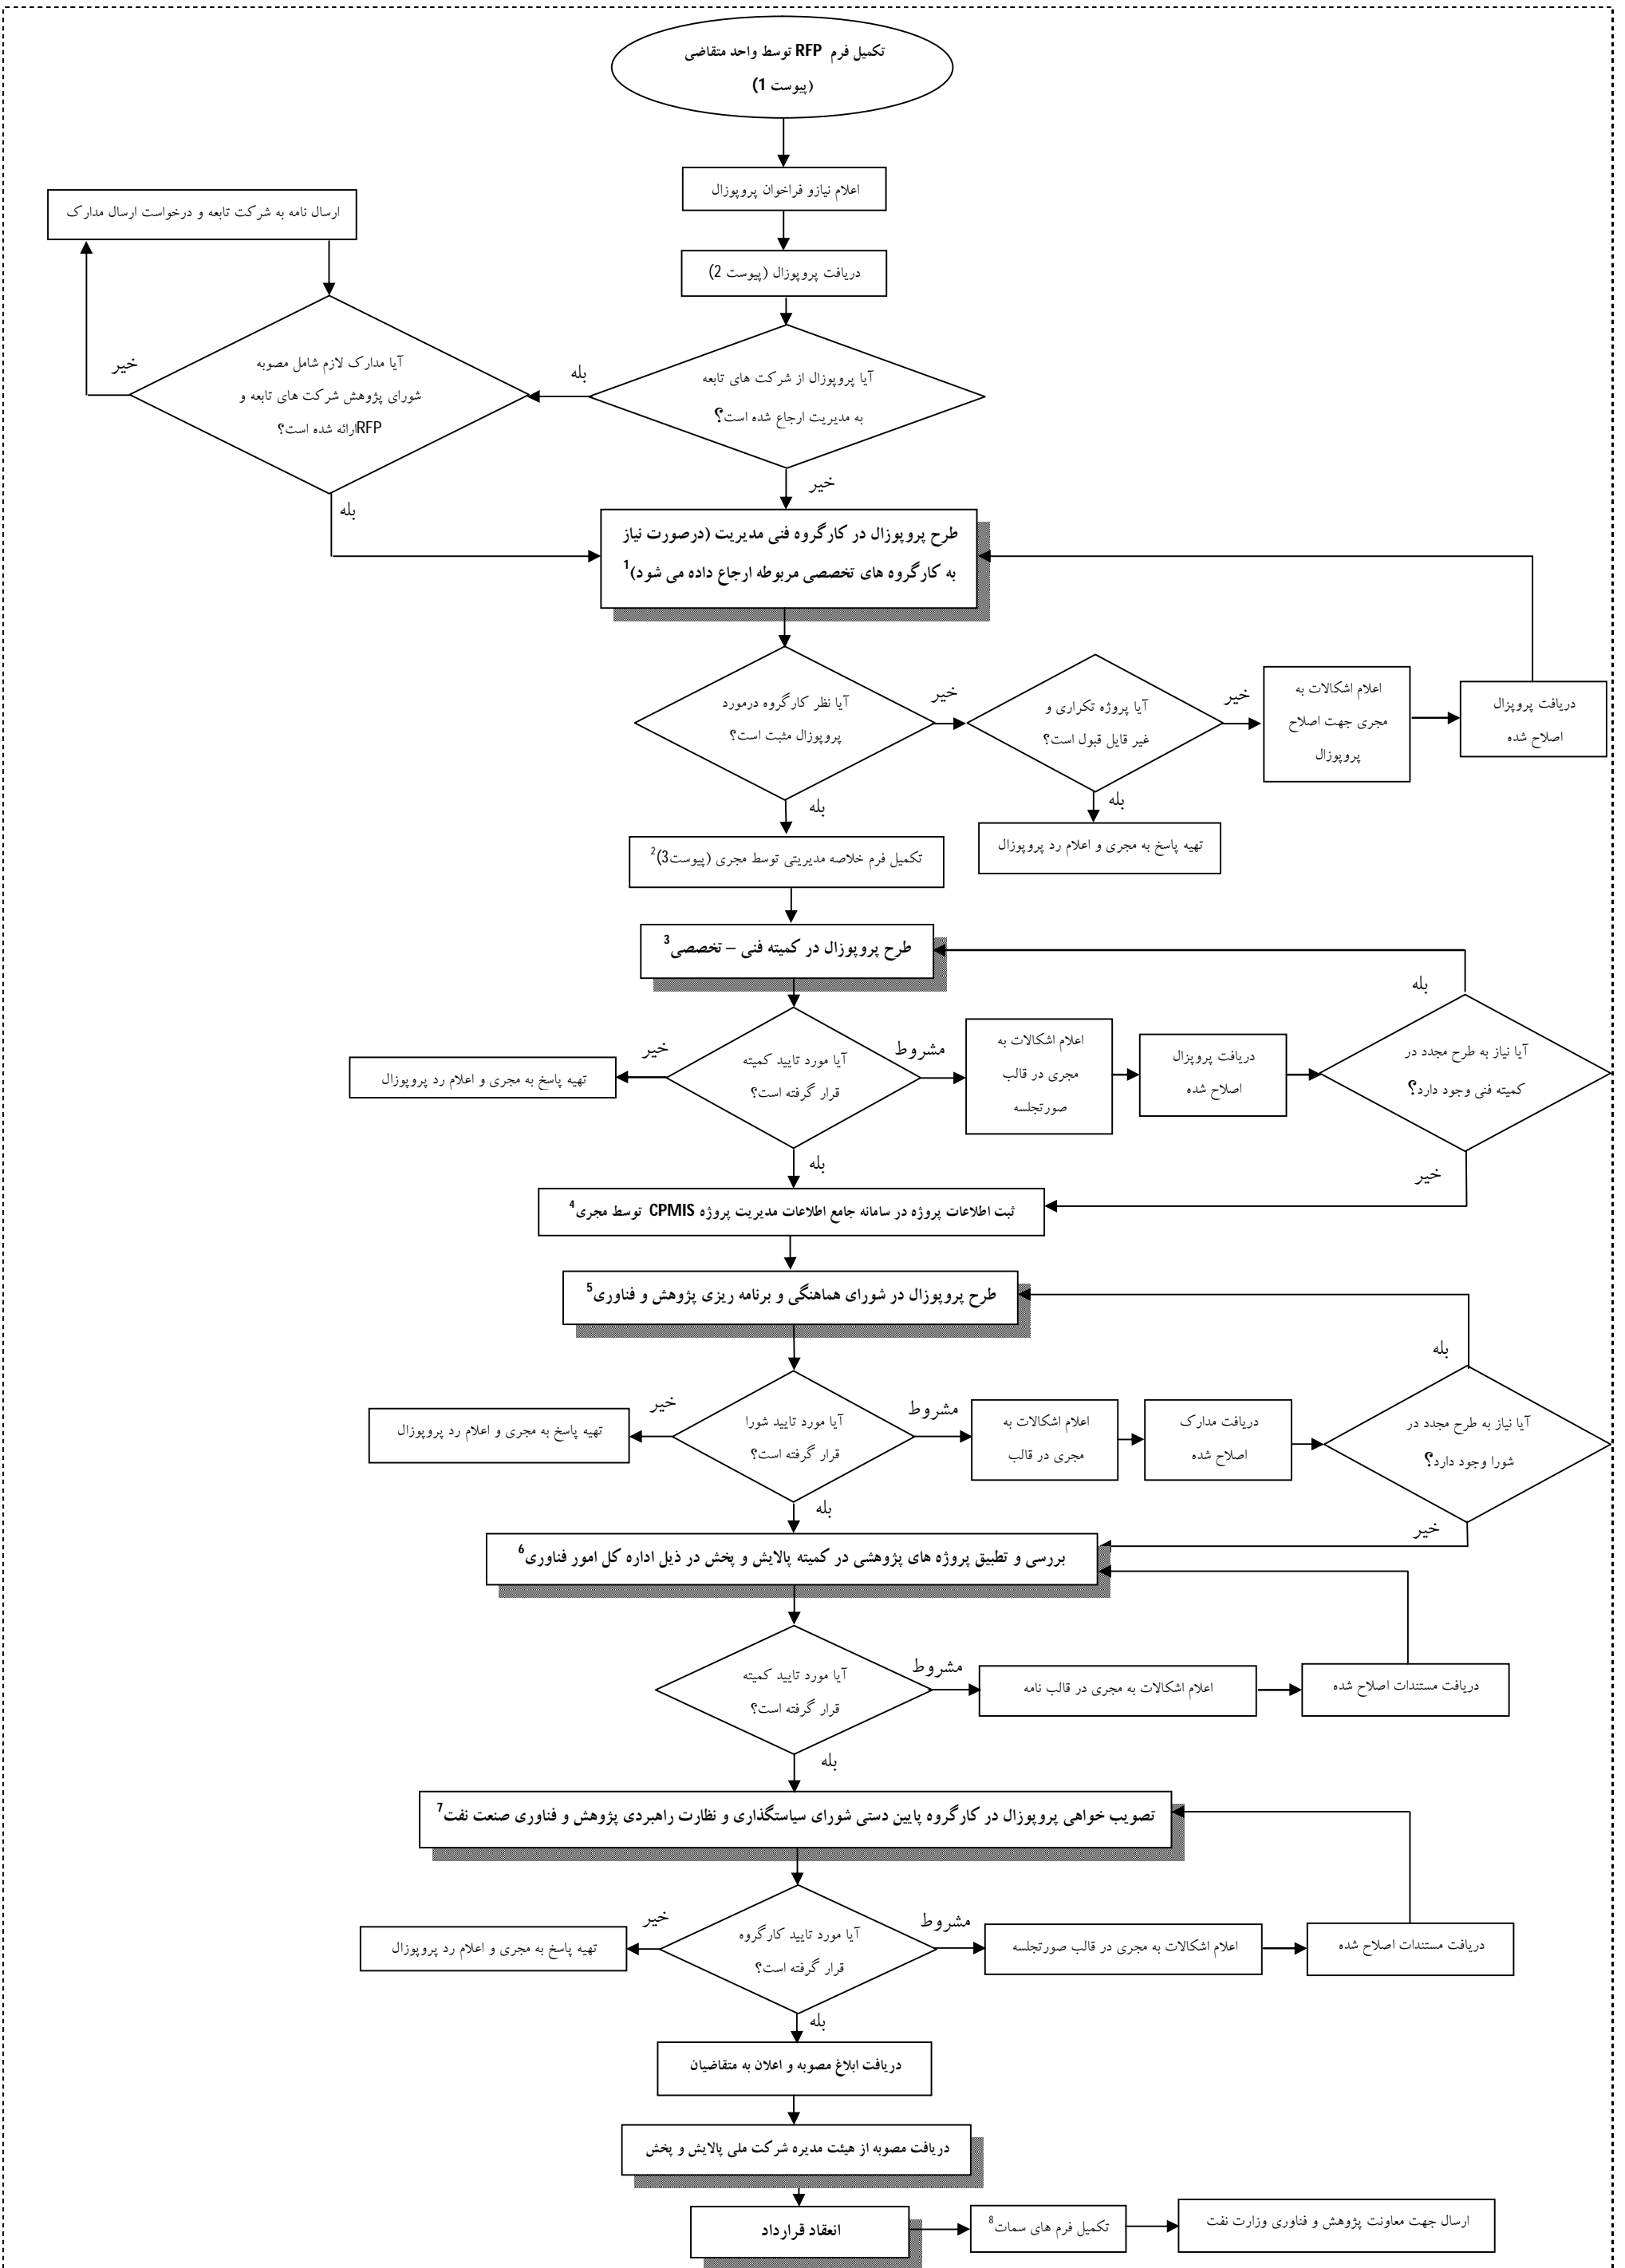 تکمیل فرم RFP توسط واحد متقاضی
(پیوست 1)
اعلام نیازو فراخوان پروپوزال
ارسال نامه به شرکت تابعه و درخواست ارسال مدارک
دریافت پروپوزال (پیوست 2)
آیا پروپوزال از شرکت های تابعه
به مدیریت ارجاع شده است؟
بله
آیا مدارک لازم شامل مصوبه
شورای پژوهش شرکت های تابعه و
RFPارائه شده است؟
خیر
خیر
بله
طرح پروپوزال در کارگروه فنی مدیریت (درصورت نیاز
به کارگروه های تخصصی مربوطه ارجاع داده می شود)1
آیا نظر کارگروه درمورد
پروپوزال مثبت است؟
خیر
آیا پروژه تکراری و
غیر قایل قبول است؟
خیر
اعلام اشکالات به
مجری جهت اصلاح
پروپوزال
دریافت پروپزال
اصلاح شده
بله
بله
تهیه پاسخ به مجری و اعلام رد پروپوزال
تکمیل فرم خلاصه مدیریتی توسط مجری (پیوست3)2
طرح پروپوزال در کمیته فنی – تخصصی3
آیا مورد تایید کمیته
قرار گرفته است؟
خیر
تهیه پاسخ به مجری و اعلام رد پروپوزال
مشروط
اعلام اشکالات به
مجری در قالب
صورتجلسه
دریافت پروپزال
اصلاح شده
آیا نیاز به طرح مجدد در
کمیته فنی وجود دارد؟
بله
خیر
بله
ثبت اطلاعات پروژه در سامانه جامع اطلاعات مدیریت پروژه CPMIS توسط مجری4
طرح پروپوزال در شورای هماهنگی و برنامه ریزی پژوهش و فناوری5
آیا مورد تایید شورا
قرار گرفته است؟
خیر
تهیه پاسخ به مجری و اعلام رد پروپوزال
مشروط
اعلام اشکالات به
مجری در قالب
دریافت مدارک
اصلاح شده
آیا نیاز به طرح مجدد در
شورا وجود دارد؟
بله
خیر
بله
بررسی و تطبیق پروژه های پژوهشی در کمیته پالایش و پخش در ذیل اداره کل امور فناوری6
آیا مورد تایید کمیته
قرار گرفته است؟
مشروط
اعلام اشکالات به مجری در قالب نامه
دریافت مستندات اصلاح شده
بله
تصویب خواهی پروپوزال در کارگروه پایین دستی شورای سیاستگذاری و نظارت راهبردی پژوهش و فناوری صنعت نفت7
آیا مورد تایید کارگروه
قرار گرفته است؟
خیر
تهیه پاسخ به مجری و اعلام رد پروپوزال
مشروط
اعلام اشکالات به مجری در قالب صورتجلسه
دریافت مستندات اصلاح شده
بله
دریافت ابلاغ مصوبه و اعلان به متقاضیان
دریافت مصوبه از هیئت مدیره شرکت ملی پالایش و پخش
انعقاد قرارداد
تکمیل فرم های سمات8
ارسال جهت معاونت پژوهش و فناوری وزارت نفت